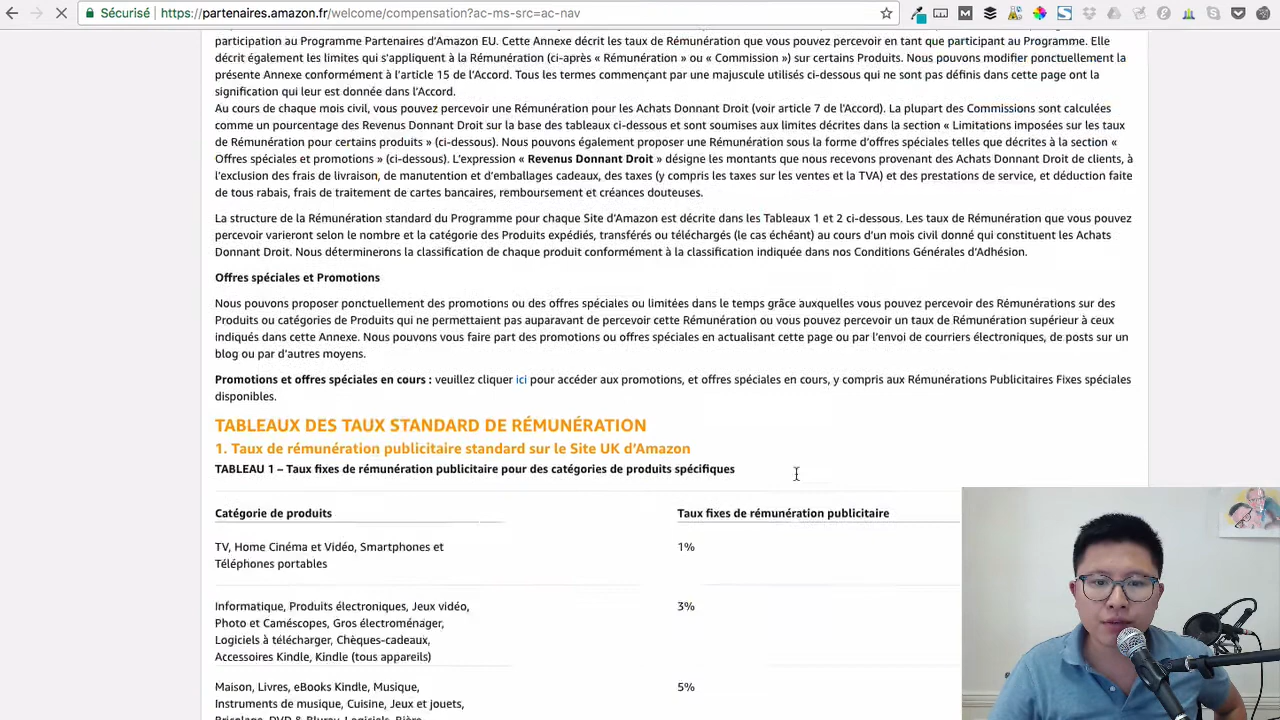 Sécurisé https://partenaires.amazon.fr/welcome/compensation?ac-ms-src=ac-nav
participation au Programme Partenaires d'Amazon EU. Cette Annexe décrit les taux de Rémunération que vous pouvez percevoir en tant que participant au Programme. Elle
décrit également les limites qui s'appliquent à la Rémunération (ci-après « Rémunération » ou « Commission ») sur certains Produits. Nous pouvons modifier ponctuellement la
présente Annexe conformément à l'article 15 de l'Accord. Tous les termes commençant par une majuscule utilisés ci-dessous qui ne sont pas définis dans cette page ont la
signification qui leur est donnée dans l'Accord.
Au cours de chaque mois civil, vous pouvez percevoir une Rémunération pour les Achats Donnant Droit (voir article 7 de l'Accord). La plupart des Commissions sont calculées
comme un pourcentage des Revenus Donnant Droit sur la base des tableaux ci-dessous et sont soumises aux limites décrites dans la section « Limitations imposées sur les taux
de Rémunération pour certains produits » (ci-dessous). Nous pouvons également proposer une Rémunération sous la forme d'offres spéciales telles que décrites à la section «
Offres spéciales et promotions » (ci-dessous). L'expression « Revenus Donnant Droit » désigne les montants que nous recevons provenant des Achats Donnant Droit de clients, à
l'exclusion des frais de livraison, de manutention et d'emballages cadeaux, des taxes (y compris les taxes sur les ventes et la TVA) et des prestations de service, et déduction faite
de tous rabais, frais de traitement de cartes bancaires, remboursement et créances douteuses.
La structure de la Rémunération standard du Programme pour chaque Site d'Amazon est décrite dans les Tableaux 1 et 2 ci-dessous. Les taux de Rémunération que vous pouvez
percevoir varieront selon le nombre et la catégorie des Produits expédiés, transférés ou téléchargés (le cas échéant) au cours d'un mois civil donné qui constituent les Achats
Donnant Droit. Nous déterminerons la classification de chaque produit conformément à la classification indiquée dans nos Conditions Générales d'Adhésion.
Offres spéciales et Promotions
Nous pouvons proposer ponctuellement des promotions ou des offres spéciales ou limitées dans le temps grâce auxquelles vous pouvez percevoir des Rémunérations sur des
Produits ou catégories de Produits qui ne permettaient pas auparavant de percevoir cette Rémunération ou vous pouvez percevoir un taux de Rémunération supérieur à ceux
indiqués dans cette Annexe. Nous pouvons vous faire part des promotions ou offres spéciales en actualisant cette page ou par l'envoi de courriers électroniques, de posts sur un
blog ou par d'autres moyens.
Promotions et offres spéciales en cours : veuillez cliquer ici pour accéder aux promotions, et offres spéciales en cours, y compris aux Rémunérations Publicitaires Fixes spéciales
disponibles.
TABLEAUX DES TAUX STANDARD DE RÉMUNÉRATION
1. Taux de rémunération publicitaire standard sur le Site UK d'Amazon
TABLEAU 1 – Taux fixes de rémunération publicitaire pour des catégories de produits spécifiques
Catégorie de produits Taux fixes de rémunération publicitaire
TV, Home Cinéma et Vidéo, Smartphones et 1%
Téléphones portables
Informatique, Produits électroniques, Jeux vidéo, 3%
Photo et Caméscopes, Gros électroménager,
Logiciels à télécharger, Chèques-cadeaux,
Accessoires Kindle, Kindle (tous appareils)
Maison, Livres, eBooks Kindle, Musique, 5%
Instruments de musique, Cuisine, Jeux et jouets,
Bricolage, DVD & Bluray, Logiciels, Bière